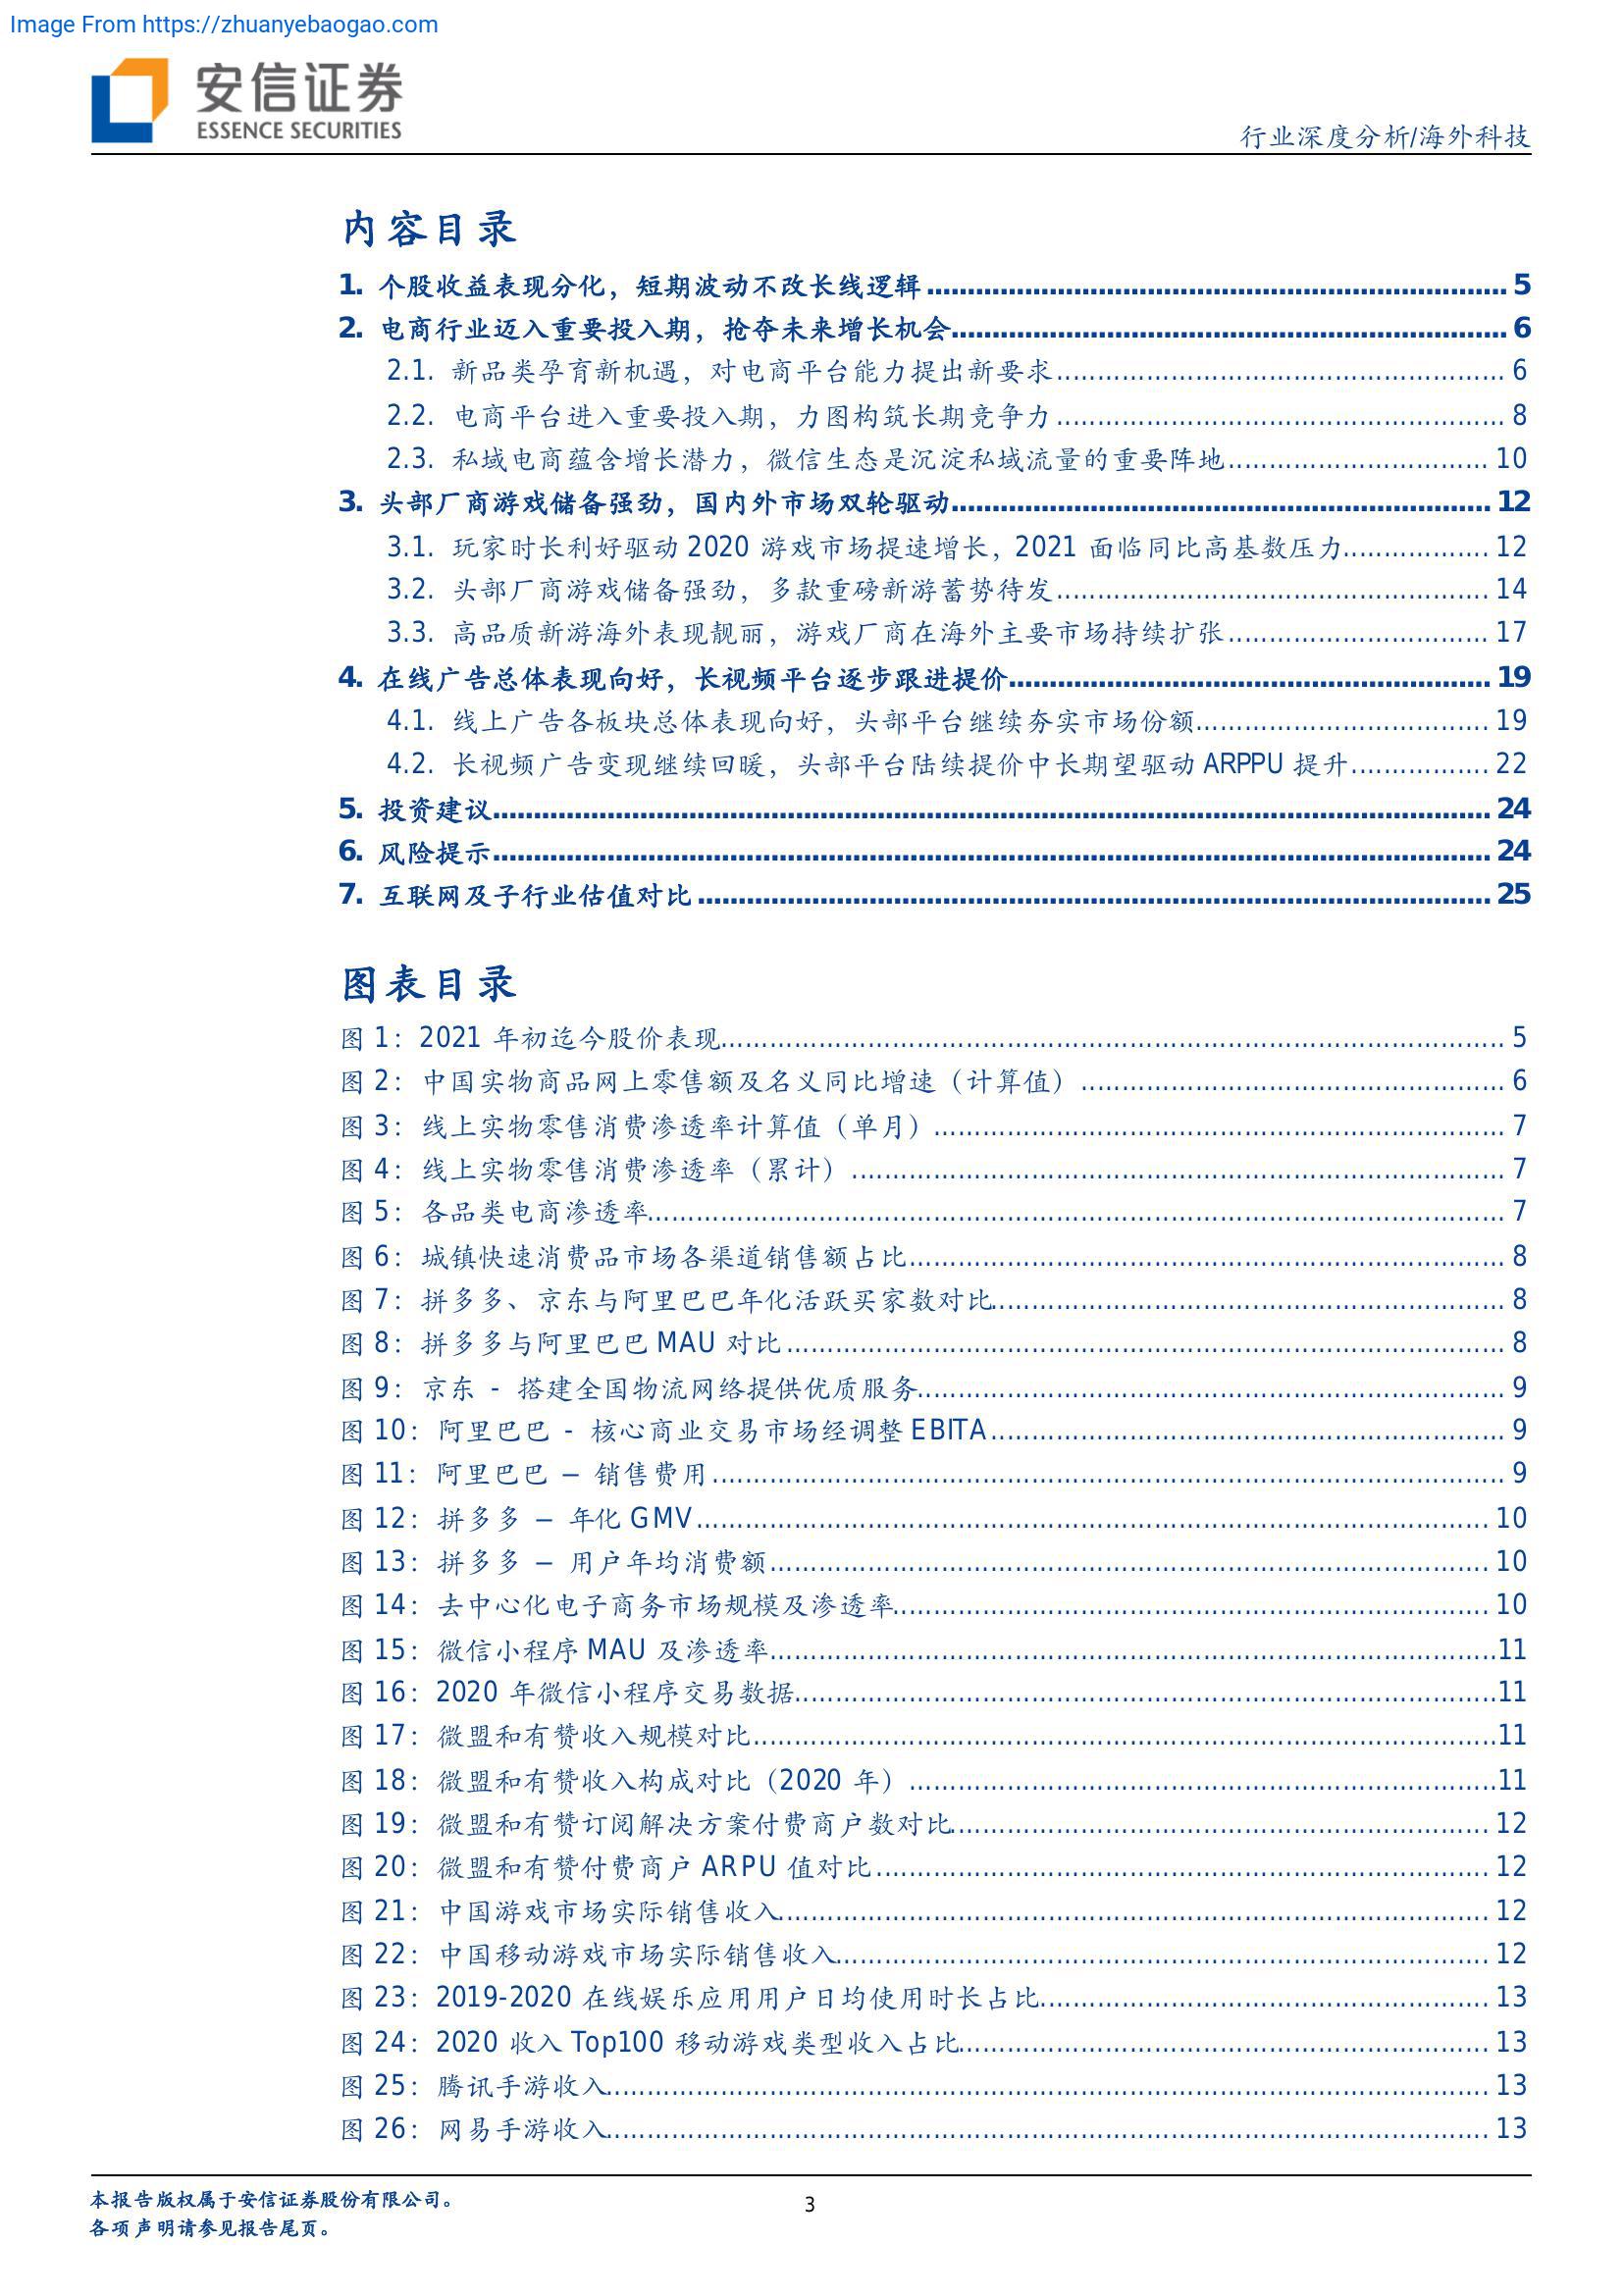 Image From https://zhuanyebaogao.com
安信证券
ESSENCE SECURITIES
行业深度分析/海外科技
内容目录
1. 个股收益表现分化，短期波动不改长线逻辑 5
2. 电商行业迈入重要投入期，抢夺未来增长机会 6
2.1. 新品类孕育新机遇，对电商平台能力提出新要求 6
2.2. 电商平台进入重要投入期，力图构筑长期竞争力 8
2.3. 私域电商蕴含增长潜力，微信生态是沉淀私域流量的重要阵地 10
3. 头部厂商游戏储备强劲，国内外市场双轮驱动 12
3.1. 玩家时长利好驱动 2020 游戏市场提速增长，2021 面临同比高基数压力 12
3.2. 头部厂商游戏储备强劲，多款重磅新游蓄势待发 14
3.3. 高品质新游海外表现靓丽，游戏厂商在海外主要市场持续扩张 17
4. 在线广告总体表现向好，长视频平台逐步跟进提价 19
4.1. 线上广告各板块总体表现向好，头部平台继续夯实市场份额 19
4.2. 长视频广告变现继续回暖，头部平台陆续提价中长期望驱动 ARPPU 提升 22
5. 投资建议 24
6. 风险提示 24
7. 互联网及子行业估值对比 25
图表目录
图 1：2021 年初迄今股价表现 5
图 2：中国实物商品网上零售额及名义同比增速（计算值） 6
图 3：线上实物零售消费渗透率计算值（单月） 7
图 4：线上实物零售消费渗透率（累计） 7
图 5：各品类电商渗透率 7
图 6：城镇快速消费品市场各渠道销售额占比 8
图 7：拼多多、京东与阿里巴巴年化活跃买家数对比 8
图 8：拼多多与阿里巴巴 MAU 对比 8
图 9：京东 - 搭建全国物流网络提供优质服务 9
图 10：阿里巴巴 - 核心商业交易市场经调整 EBITA 9
图 11：阿里巴巴 – 销售费用 9
图 12：拼多多 – 年化 GMV 10
图 13：拼多多 – 用户年均消费额 10
图 14：去中心化电子商务市场规模及渗透率 10
图 15：微信小程序 MAU 及渗透率 11
图 16：2020 年微信小程序交易数据 11
图 17：微盟和有赞收入规模对比 11
图 18：微盟和有赞收入构成对比（2020 年） 11
图 19：微盟和有赞订阅解决方案付费商户数对比 12
图 20：微盟和有赞付费商户 ARPU 值对比 12
图 21：中国游戏市场实际销售收入 12
图 22：中国移动游戏市场实际销售收入 12
图 23：2019-2020 在线娱乐应用用户日均使用时长占比 13
图 24：2020 收入 Top100 移动游戏类型收入占比 13
图 25：腾讯手游收入 13
图 26：网易手游收入 13
本报告版权属于安信证券股份有限公司。
3
各项声明请参见报告尾页。